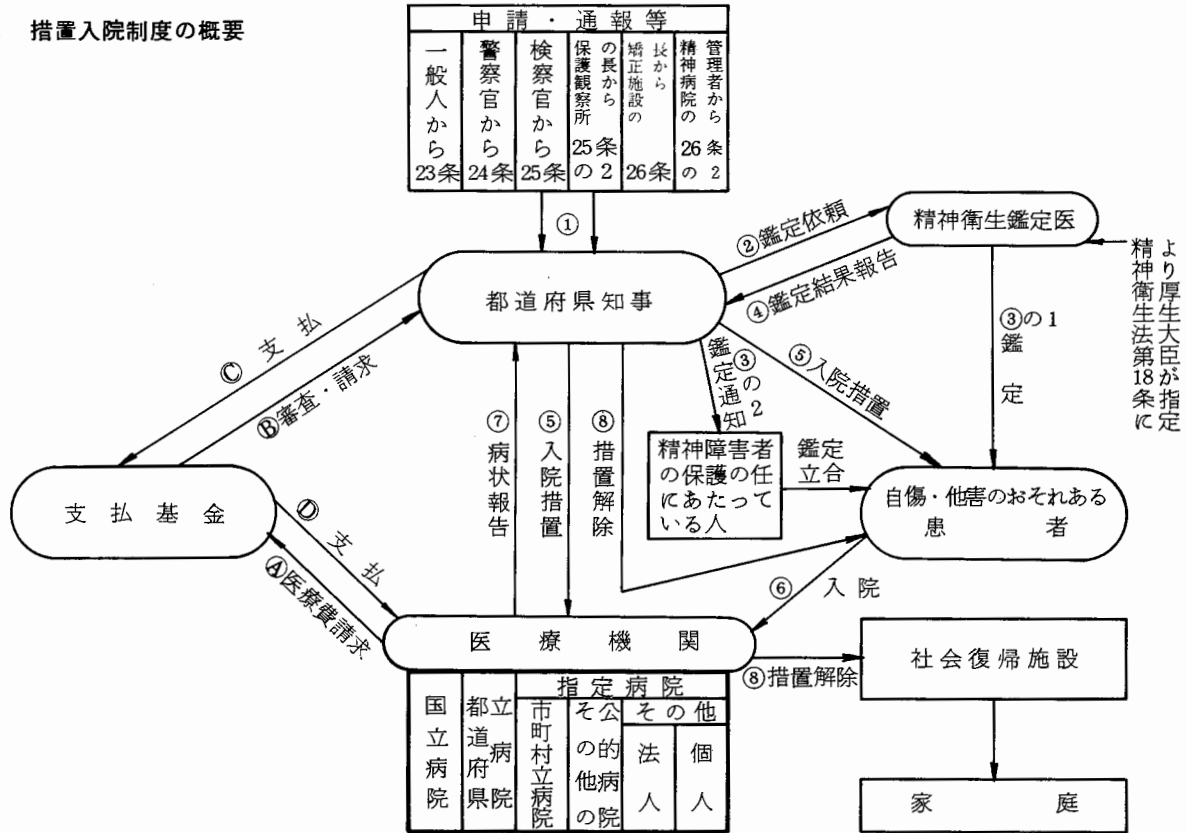 措置入院制度の概要
申請・通報等
一般人から 23条
警察官から 24条
検察官から 25条
保護観察所の長から 25条の2
矯正施設の長から 26条
精神病院の管理者から 26条の2
①
②鑑定依頼
精神衛生鑑定医
④鑑定結果報告
精神衛生法第18条により厚生大臣が指定
都道府県知事
③の1
鑑定
Ⓒ支払
Ⓑ審査・請求
⑦病状報告
⑤入院措置
⑧措置解除
③の2
鑑定通知
⑤入院措置
精神障害者
の保護の任
にあたって
いる人
鑑定
立合
自傷・他害のおそれある
患者
支払基金
Ⓓ支払
Ⓐ医療費請求
⑥入院
医療機関
⑧措置解除
社会復帰施設
家庭
国立病院
都道府県立病院
指定病院
市町村立病院
その他の公的病院
その他
法人
個人